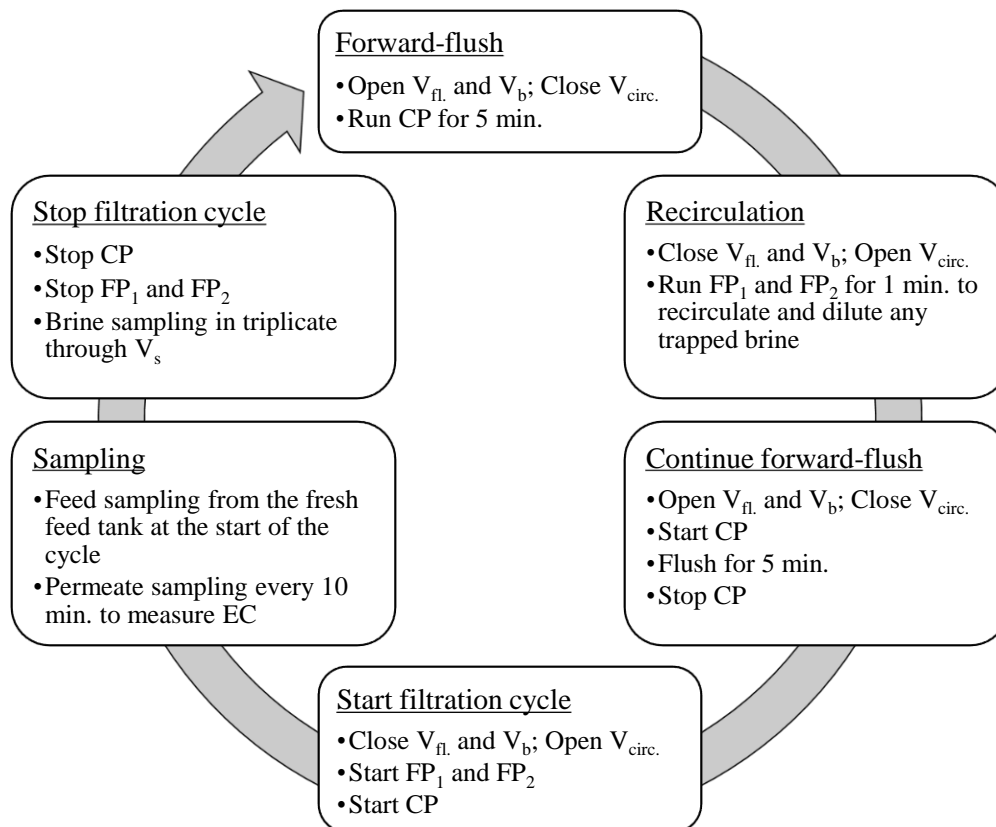 Forward-flush
•Open V_fl. and V_b; Close V_circ.
•Run CP for 5 min.
Recirculation
•Close V_fl. and V_b; Open V_circ.
•Run FP_1 and FP_2 for 1 min. to
recirculate and dilute any
trapped brine
Continue forward-flush
•Open V_fl. and V_b; Close V_circ.
•Start CP
•Flush for 5 min.
•Stop CP
Start filtration cycle
•Close V_fl. and V_b; Open V_circ.
•Start FP_1 and FP_2
•Start CP
Sampling
•Feed sampling from the fresh
feed tank at the start of the
cycle
•Permeate sampling every 10
min. to measure EC
Stop filtration cycle
•Stop CP
•Stop FP_1 and FP_2
•Brine sampling in triplicate
through V_s